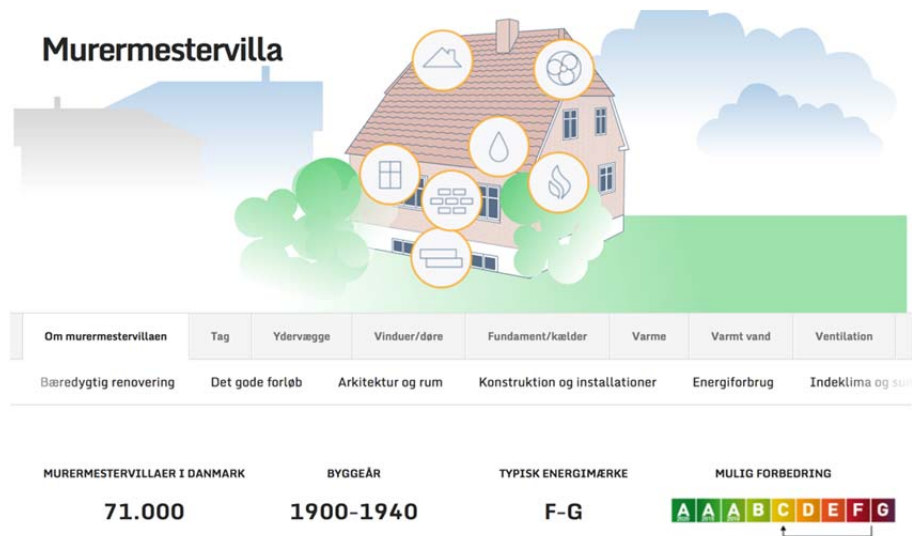 Murermestervilla
Om murermestervillaen Tag Ydervægge Vinduer/døre Fundament/kælder Varme Varmt vand Ventilation
Bæredygtig renovering Det gode forløb Arkitektur og rum Konstruktion og installationer Energiforbrug Indeklima og
MURERMESTERVILLAER I DANMARK BYGGEÅR TYPISK ENERGIMÆRKE MULIG FORBEDRING
71.000 1900-1940 F-G A A A B C D E F G